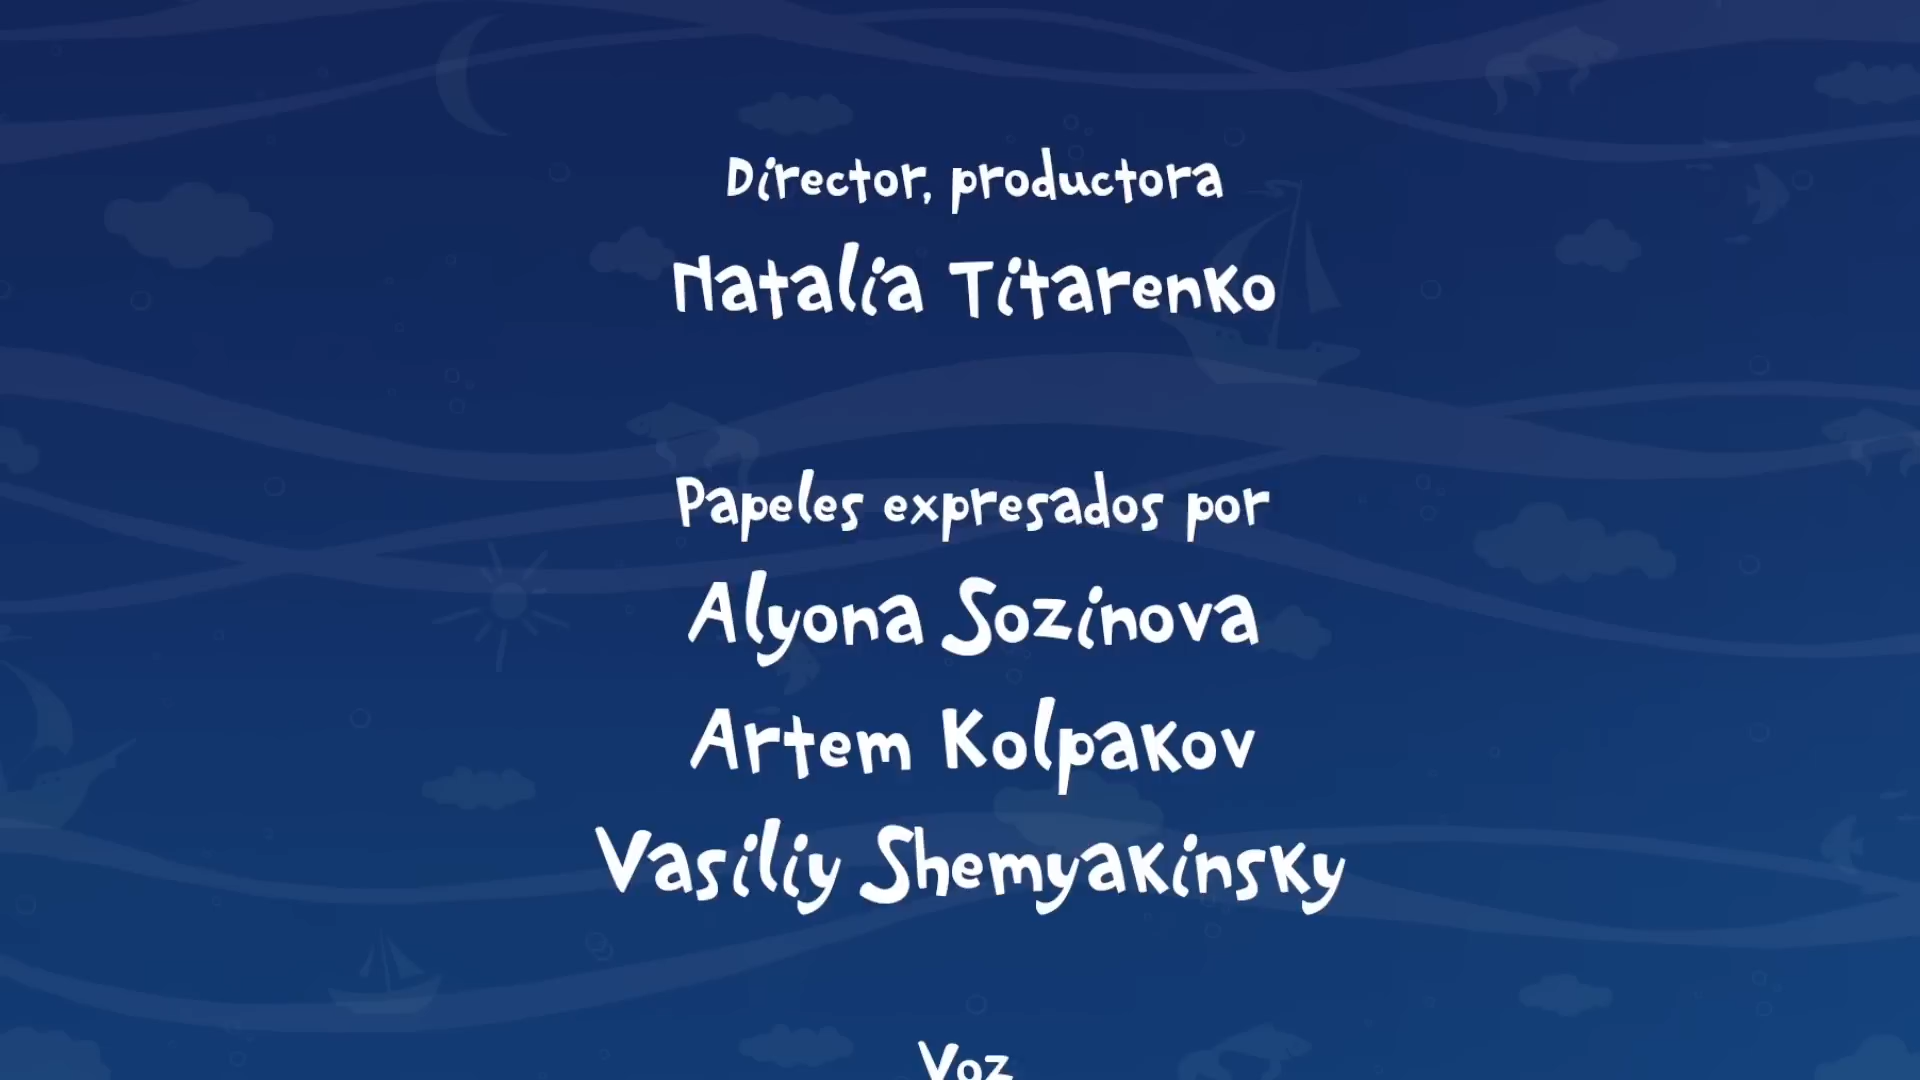 Director, productora
Natalia Titarenko
Papeles expresados por
Alyona Sozinova
Artem Kolpakov
Vasiliy Shemyakinsky
Voz